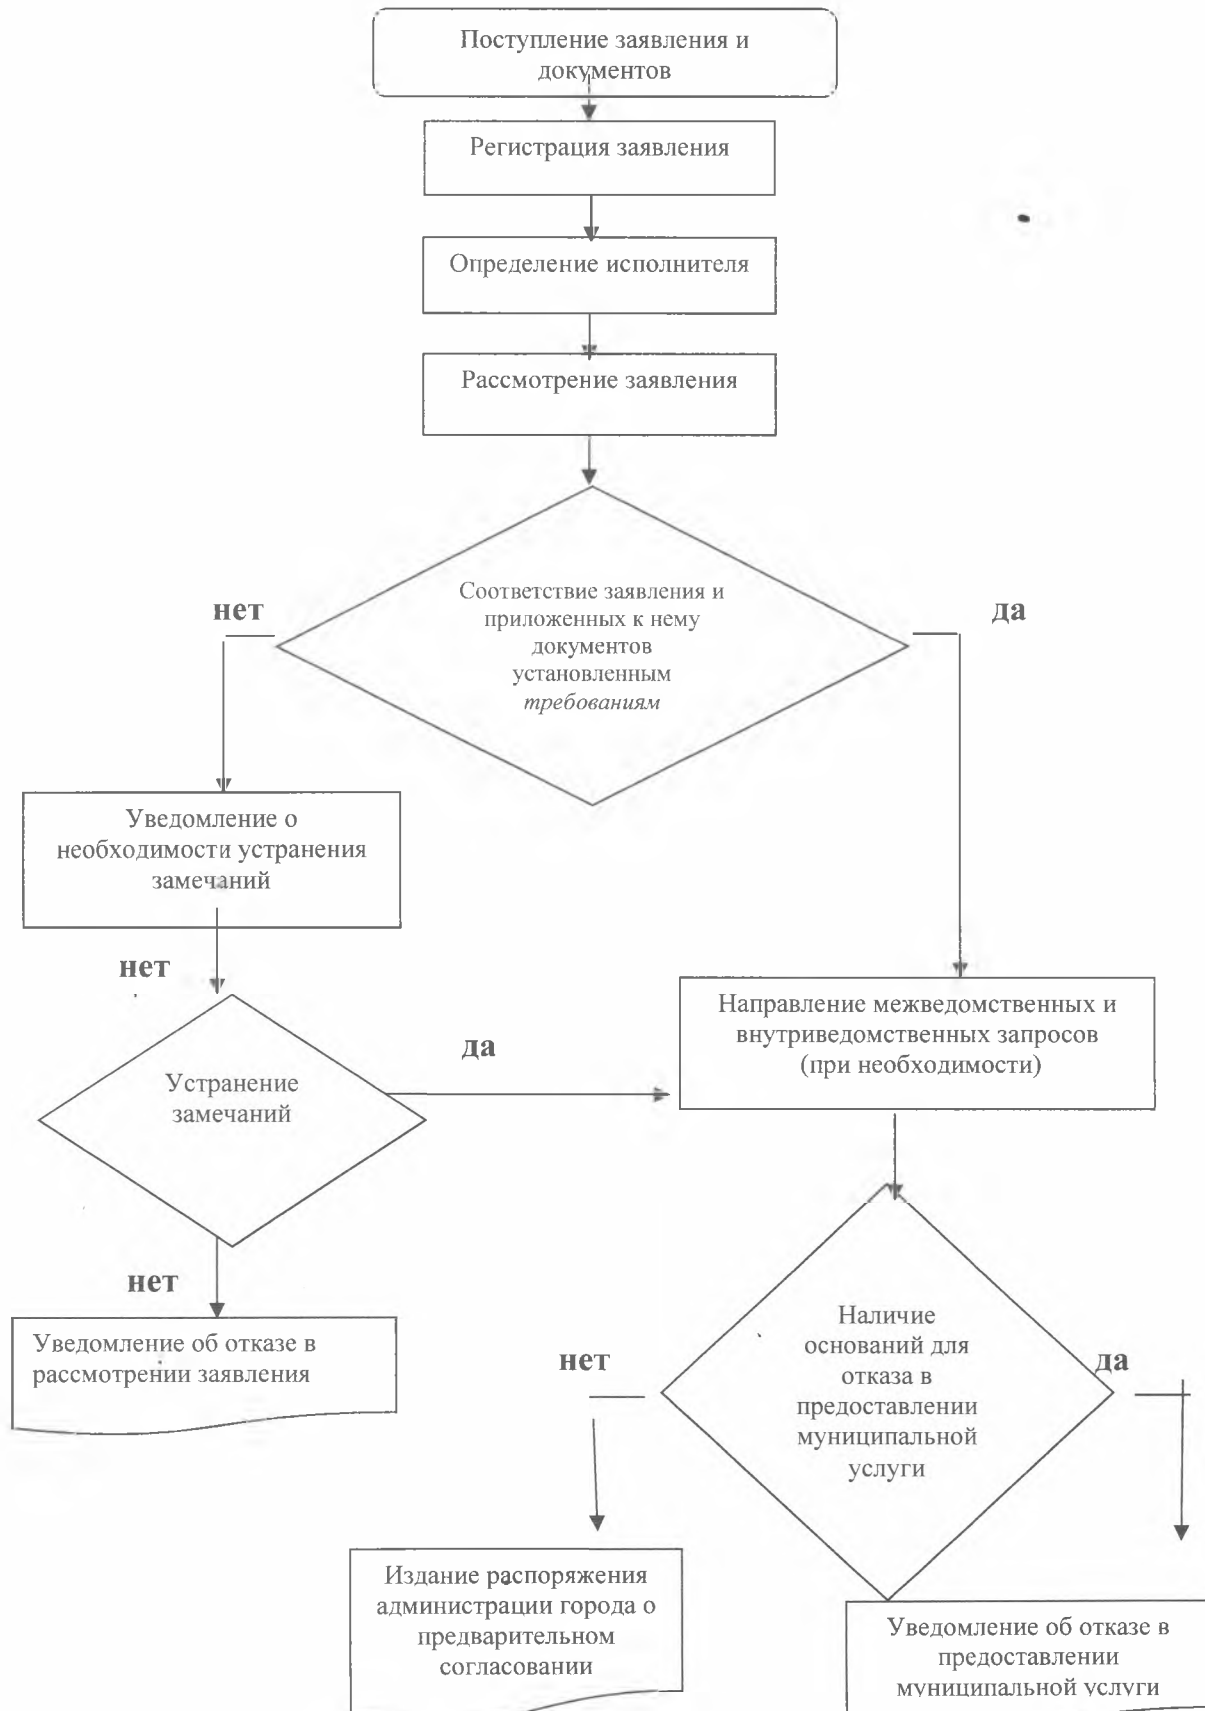 Поступление заявления и
документов
Регистрация заявления
Определение исполнителя
Рассмотрение заявления
Соответствие заявления и
приложенных к нему
документов
установленным
требованиям
нет
да
Уведомление о
необходимости устранения
замечаний
нет
Направление межведомственных и
внутриведомственных запросов
(при необходимости)
да
Устранение
замечаний
нет
Уведомление об отказе в
рассмотрении заявления
Наличие
оснований для
отказа в
предоставлении
муниципальной
услуги
нет
да
Издание распоряжения
администрации города о
предварительном
согласовании
Уведомление об отказе в
предоставлении
муниципальной услуги